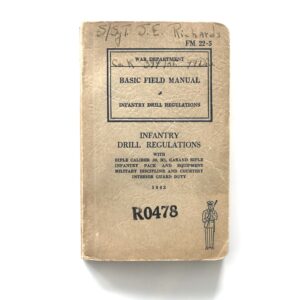 S/Sgt J.E. Richards
FM 22-5
WAR DEPARTMENT
Co. K
BASIC FIELD MANUAL
INFANTRY DRILL REGULATIONS
INFANTRY
DRILL REGULATIONS
WITH
RIFLE CALIBER .30, M1, GARAND RIFLE
INFANTRY PACK AND EQUIPMENT
MILITARY DISCIPLINE AND COURTESY
INTERIOR GUARD DUTY
R0478